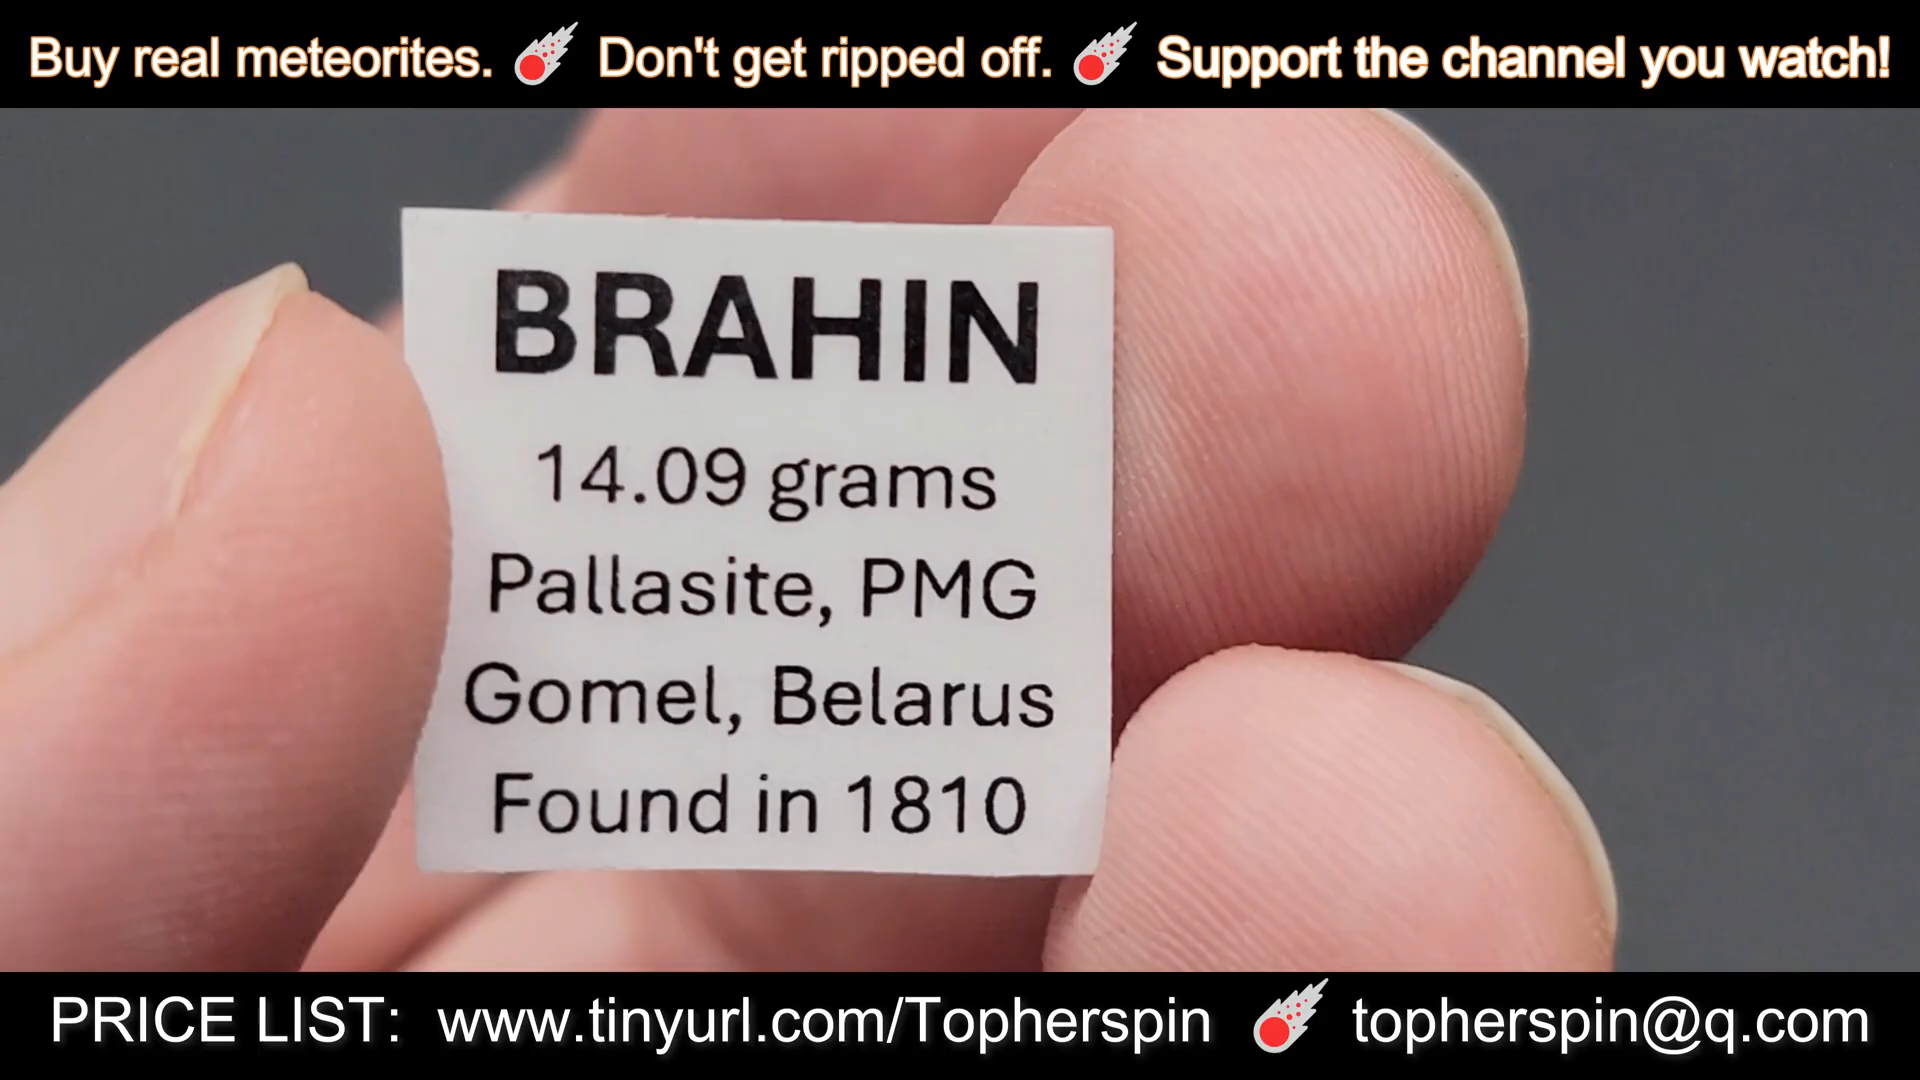 Buy real meteorites. Don't get ripped off. Support the channel you watch!
BRAHIN
14.09 grams
Pallasite, PMG
Gomel, Belarus
Found in 1810
PRICE LIST: www.tinyurl.com/Topherspin topherspin@q.com